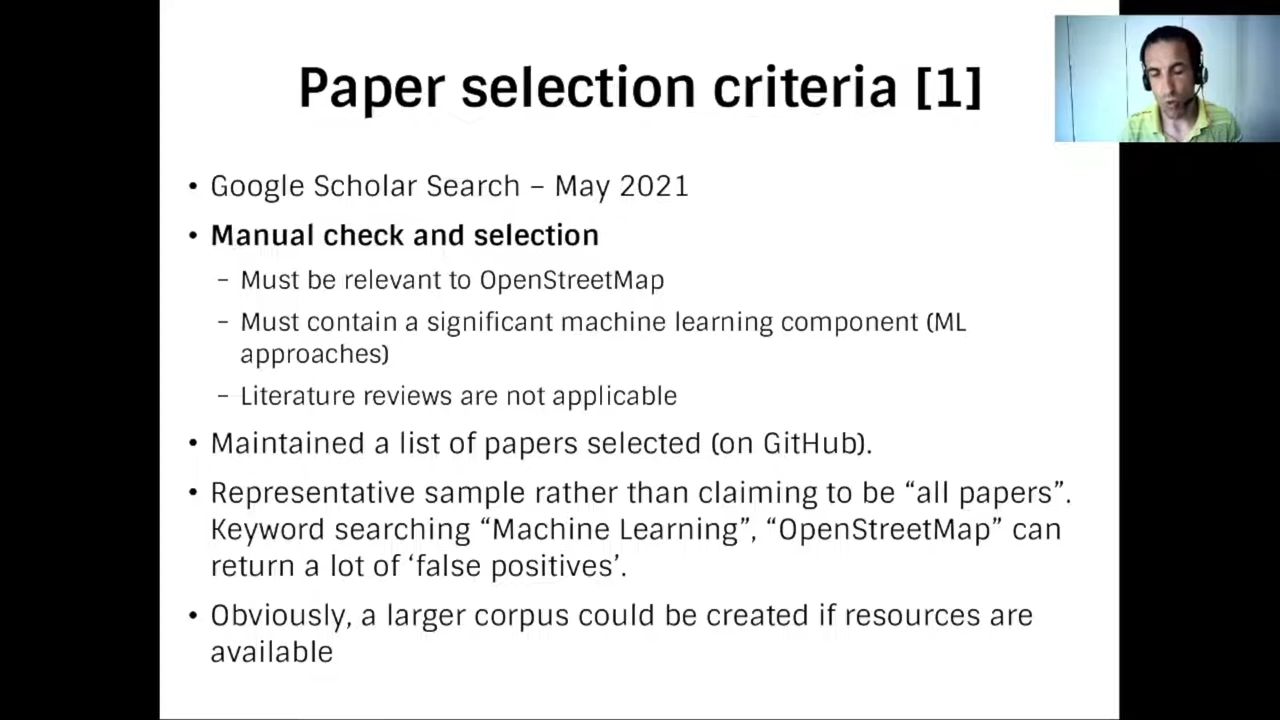 Paper selection criteria [1]
• Google Scholar Search – May 2021
• Manual check and selection
– Must be relevant to OpenStreetMap
– Must contain a significant machine learning component (ML
approaches)
– Literature reviews are not applicable
• Maintained a list of papers selected (on GitHub).
• Representative sample rather than claiming to be “all papers”.
Keyword searching “Machine Learning”, “OpenStreetMap” can
return a lot of ‘false positives’.
• Obviously, a larger corpus could be created if resources are
available